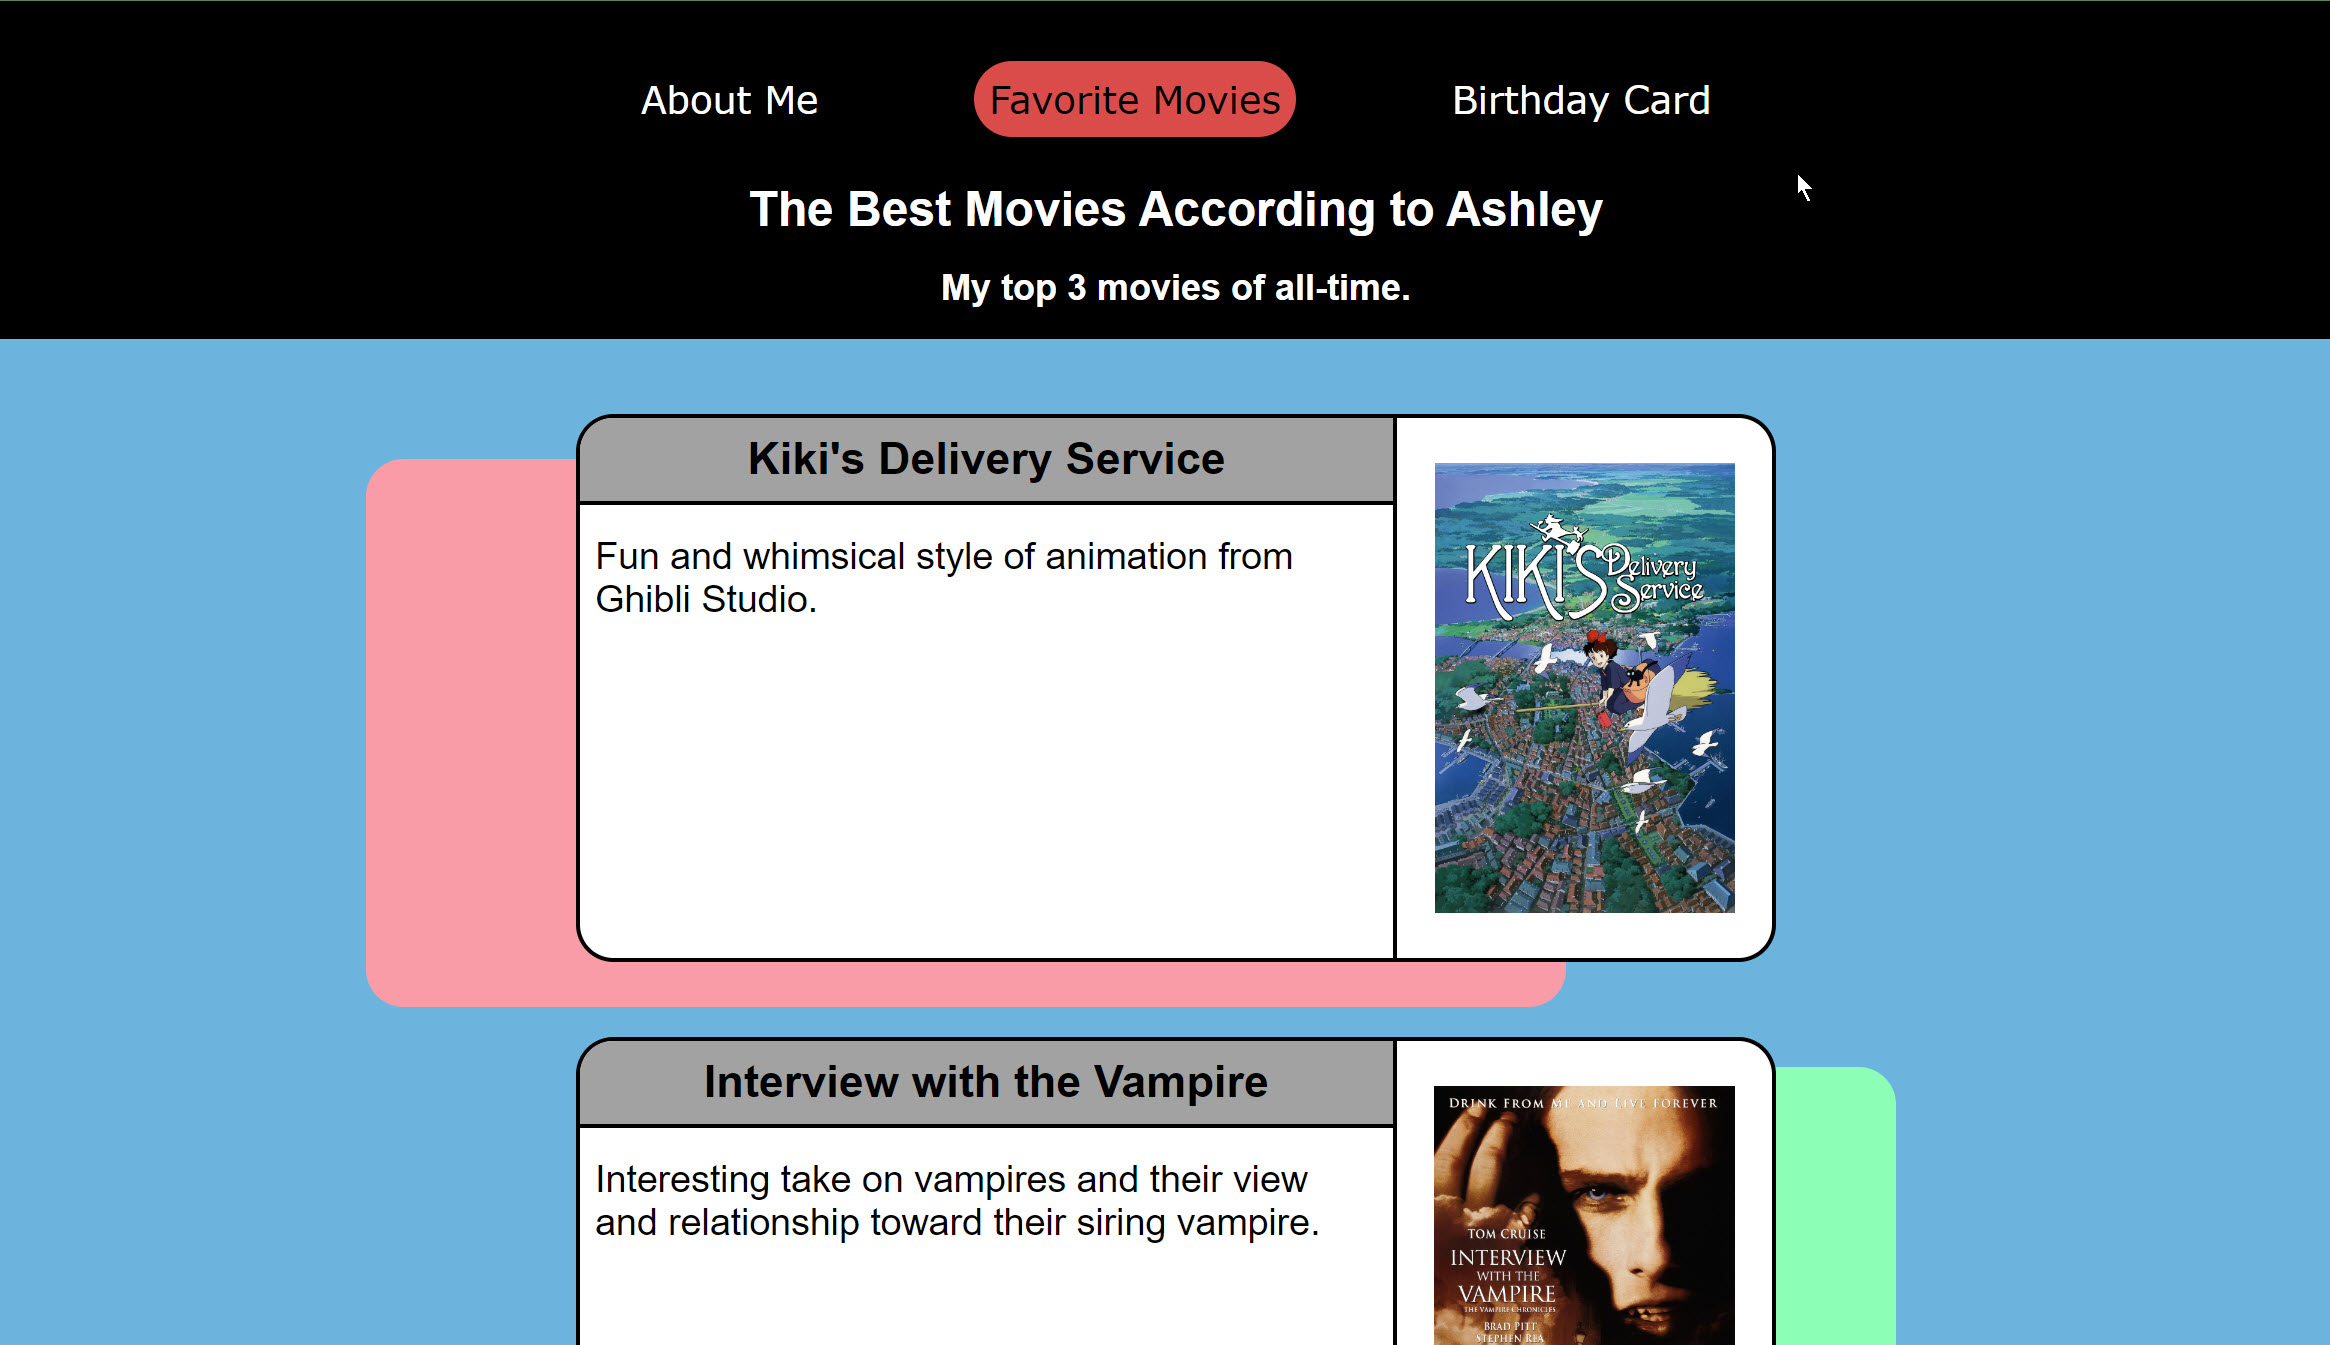 About Me
Favorite Movies
Birthday Card
The Best Movies According to Ashley
My top 3 movies of all-time.
Kiki's Delivery Service
Fun and whimsical style of animation from
Ghibli Studio.
KIKI'S Delivery
Service
Interview with the Vampire
Interesting take on vampires and their view
and relationship toward their siring vampire.
DRINK FROM ME AND LIVE FOREVER
TOM CRUISE
INTERVIEW
WITH THE
VAMPIRE
THE VAMPIRE CHRONICLES
BRAD PITT
STEPHEN REA